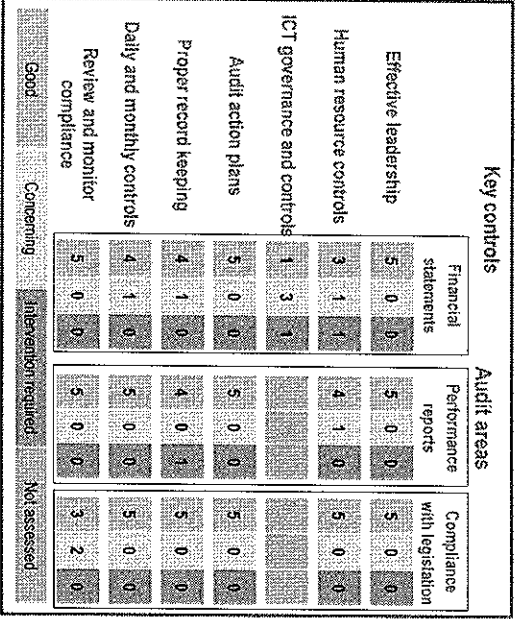 Key controls
Audit areas
Financial statements
Performance reports
Compliance with legistation
Effective leadership
5 0 0
5 0 0
5 0 0
Human resource controls
3 1 1
4 1 0
5 0 0
ICT governance and controls
1 3 1
Audit action plans
5 0 0
5 0 0
5 0 0
Proper record keeping
4 1 0
4 0 1
5 0 0
Daily and monthly controls
4 1 0
5 0 0
5 0 0
Review and monitor
compliance
5 0 0
5 0 0
3 2 0
Good
Concerning
Intervention required
Not assessed